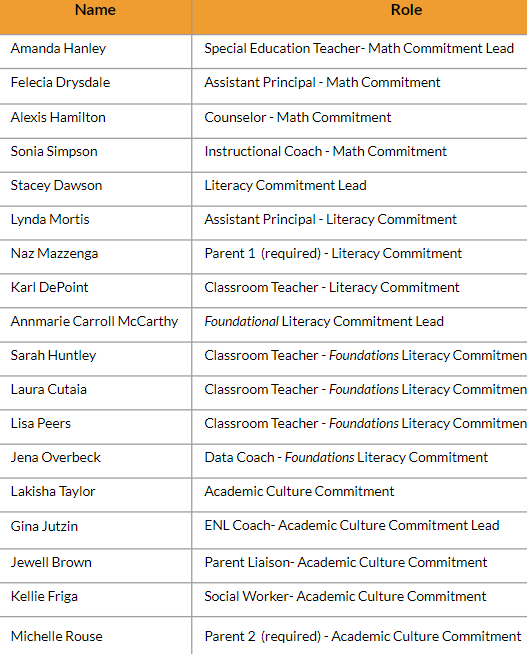 Name Role
Amanda Hanley Special Education Teacher- Math Commitment Lead
Felecia Drysdale Assistant Principal - Math Commitment
Alexis Hamilton Counselor - Math Commitment
Sonia Simpson Instructional Coach - Math Commitment
Stacey Dawson Literacy Commitment Lead
Lynda Mortis Assistant Principal - Literacy Commitment
Naz Mazzenga Parent 1 (required) - Literacy Commitment
Karl DePoint Classroom Teacher - Literacy Commitment
Annmarie Carroll McCarthy Foundational Literacy Commitment Lead
Sarah Huntley Classroom Teacher - Foundations Literacy Commitmen
Laura Cutaia Classroom Teacher - Foundations Literacy Commitmen
Lisa Peers Classroom Teacher - Foundations Literacy Commitmen
Jena Overbeck Data Coach - Foundations Literacy Commitment
Lakisha Taylor Academic Culture Commitment
Gina Jutzin ENL Coach- Academic Culture Commitment Lead
Jewell Brown Parent Liaison- Academic Culture Commitment
Kellie Friga Social Worker- Academic Culture Commitment
Michelle Rouse Parent 2 (required) - Academic Culture Commitment